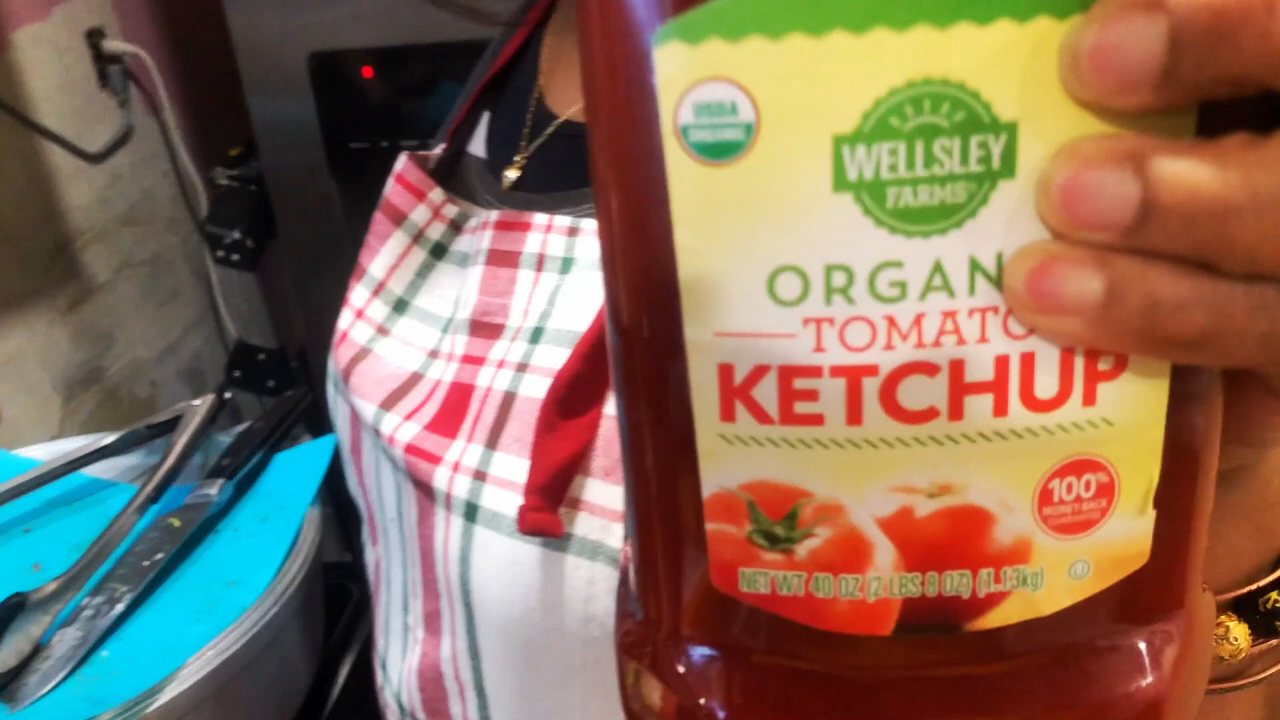 USDA
ORGANIC
WELLSLEY
FARMS®
ORGAN
TOMATO
KETCHUP
100%
MONEY BACK
GUARANTEE
NET WT 40 OZ (2 LBS 8 OZ) (1.13kg)
U